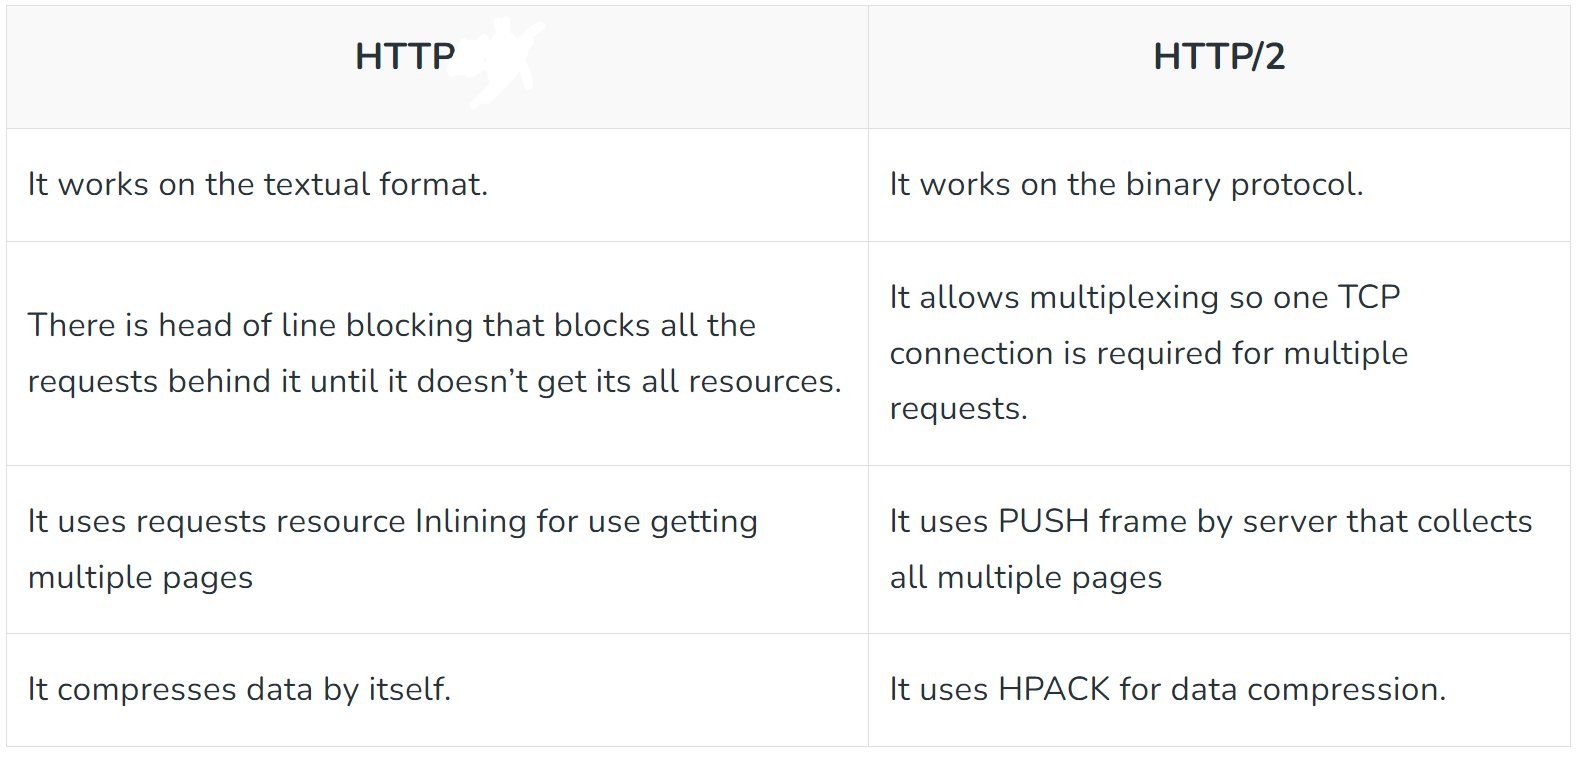 HTTP
HTTP/2
It works on the textual format.
It works on the binary protocol.
There is head of line blocking that blocks all the
requests behind it until it doesn’t get its all resources.
It allows multiplexing so one TCP
connection is required for multiple
requests.
It uses requests resource Inlining for use getting
multiple pages
It uses PUSH frame by server that collects
all multiple pages
It compresses data by itself.
It uses HPACK for data compression.